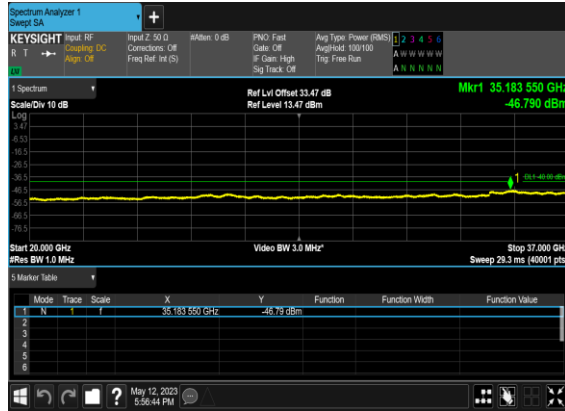 Spectrum Analyzer 1
Swept SA
KEYSIGHT
R T
LNI
Input: RF
Coupling: DC
Align: Off
Input Z: 50 Ω
Corrections: Off
Freq Ref: Int (S)
#Atten: 0 dB
PNO: Fast
Gate: Off
IF Gain: High
Sig Track: Off
Avg Type: Power (RMS)
Avg|Hold: 100/100
Trig: Free Run
1 2 3 4 5 6
A W W W W W
A N N N N N
1 Spectrum
Scale/Div 10 dB
Ref Lvl Offset 33.47 dB
Ref Level 13.47 dBm
Mkr1 35.183 550 GHz
-46.790 dBm
Log
3.47
-6.53
-16.5
-26.5
-36.5
-46.5
-56.5
-66.5
-76.5
1
DL1 -40.00 dBm
Start 20.000 GHz
#Res BW 1.0 MHz
Video BW 3.0 MHz*
Stop 37.000 GHz
Sweep 29.3 ms (40001 pts)
5 Marker Table
Mode Trace Scale X Y Function Function Width Function Value
1 N 1 f 35.183 550 GHz -46.79 dBm
2
3
4
5
6
? May 12, 2023
5:56:44 PM